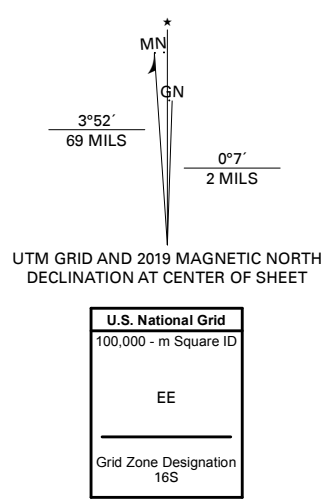 MN
GN
3°52´
69 MILS
0°7´
2 MILS
UTM GRID AND 2019 MAGNETIC NORTH
DECLINATION AT CENTER OF SHEET
U.S. National Grid
100,000 - m Square ID
EE
Grid Zone Designation
16S